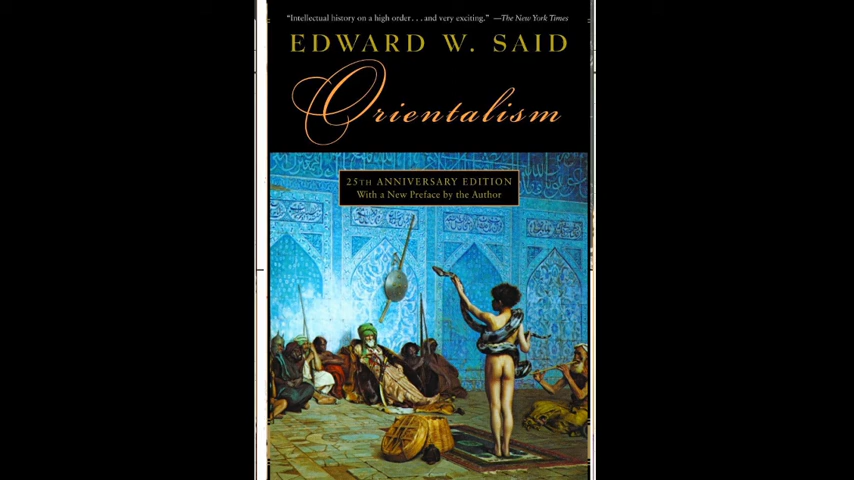 “Intellectual history on a high order . . . and very exciting.” —The New York Times
EDWARD W. SAID
Orientalism
25TH ANNIVERSARY EDITION
With a New Preface by the Author